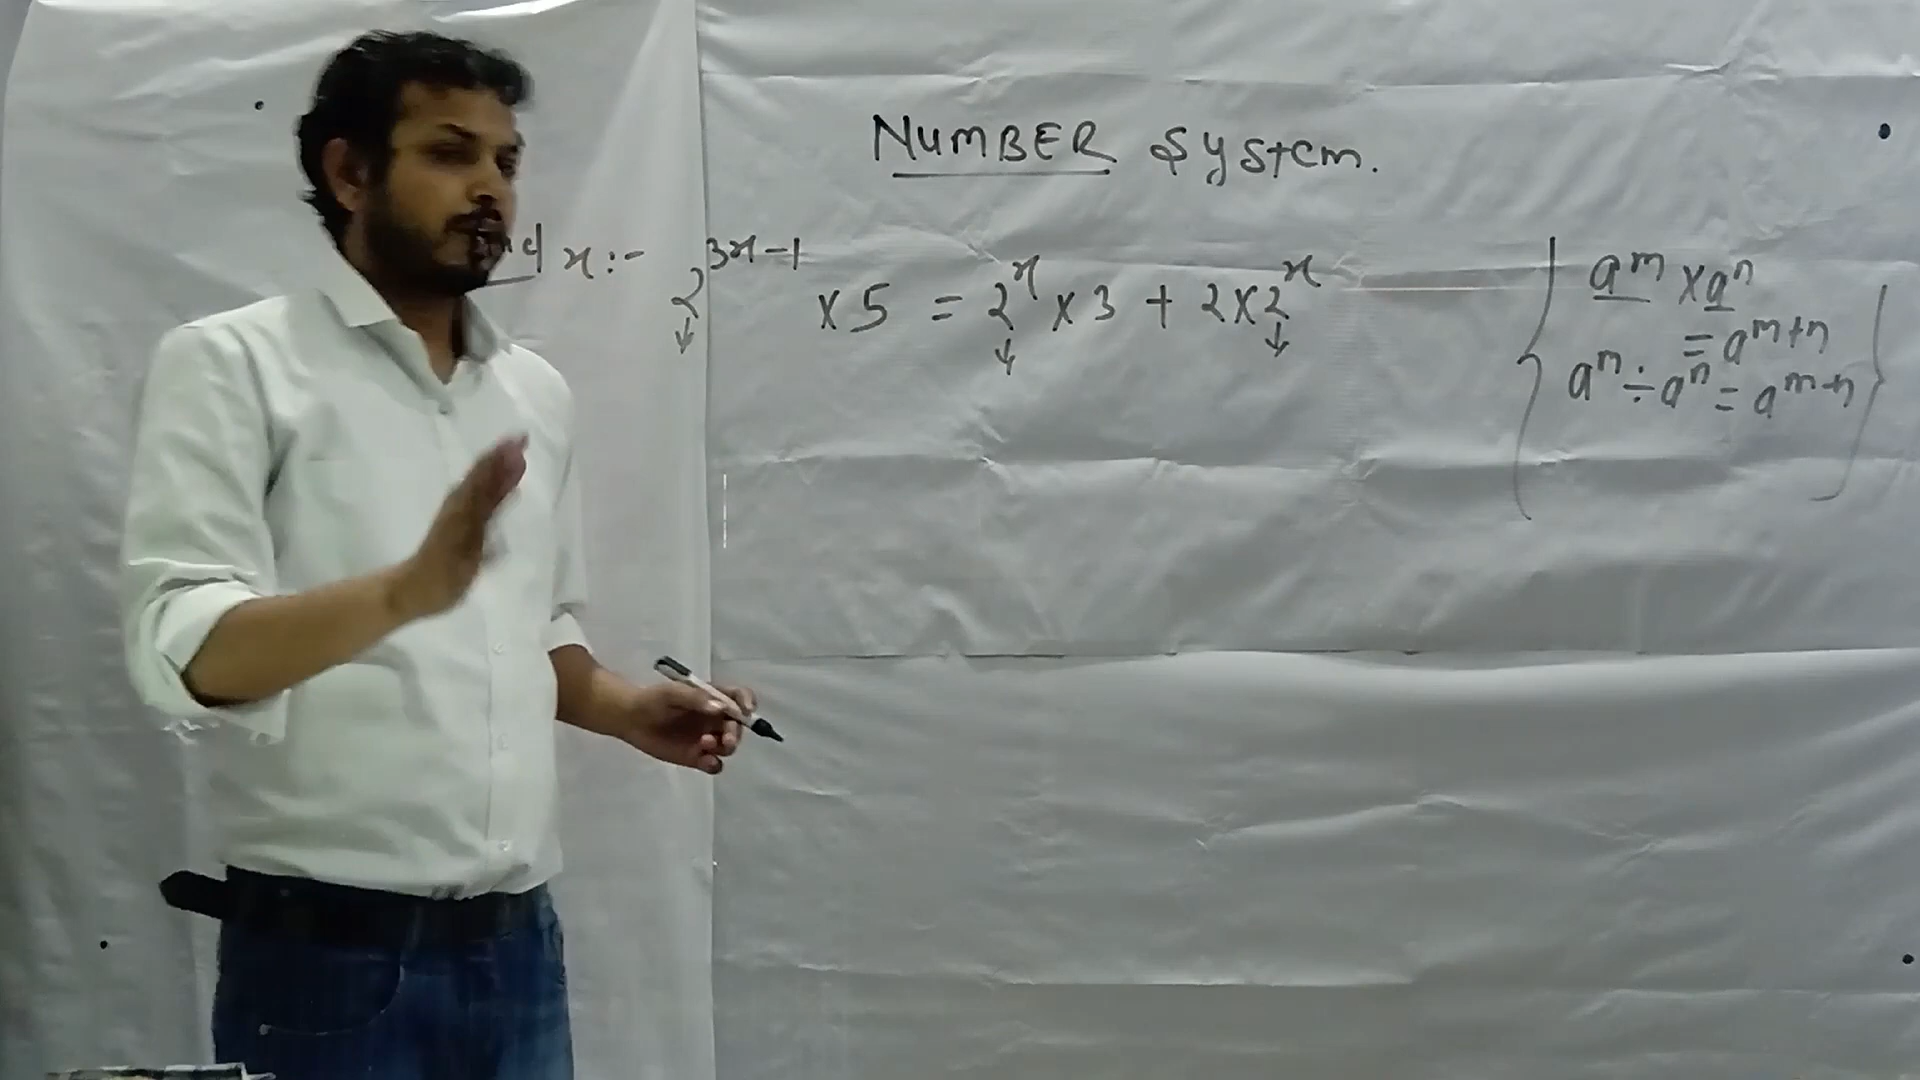 NUMBER System.
x :- 2^{3x-1} × 5 = 2^x × 3 + 2 × 2^x
a^m × a^n
= a^{m+n}
a^m ÷ a^n = a^{m-n}